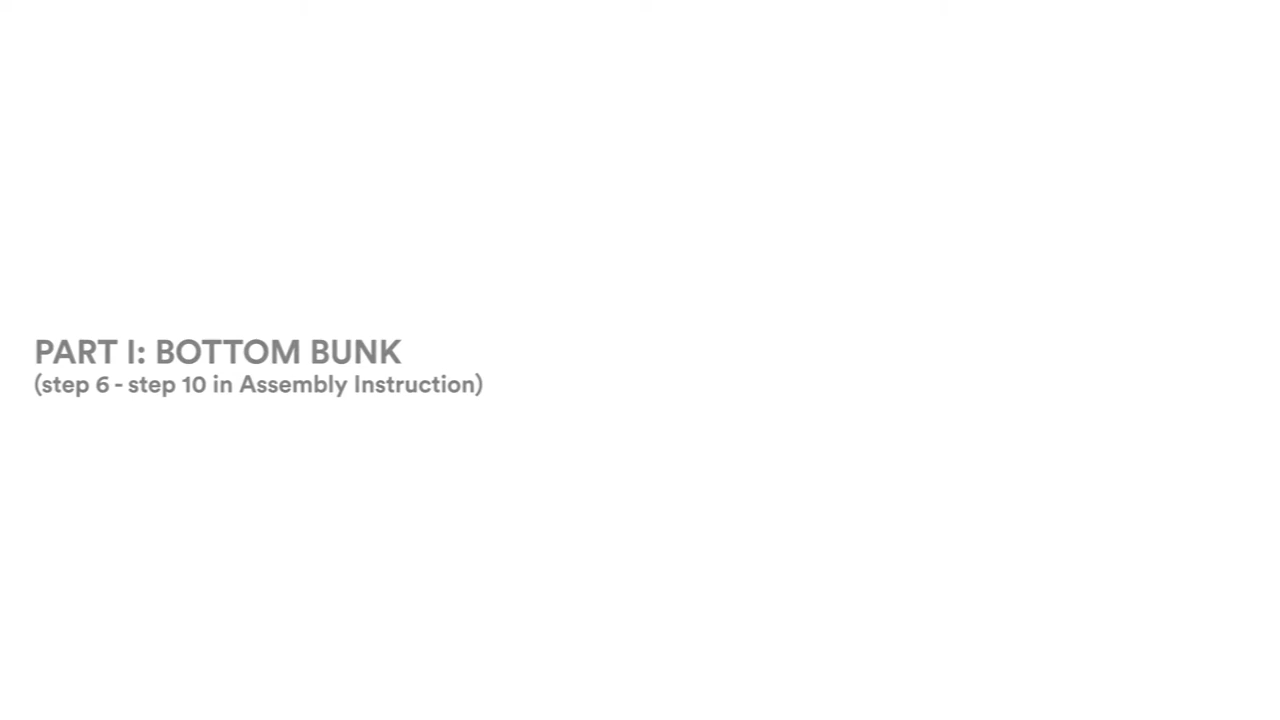 PART I: BOTTOM BUNK
(step 6 - step 10 in Assembly Instruction)